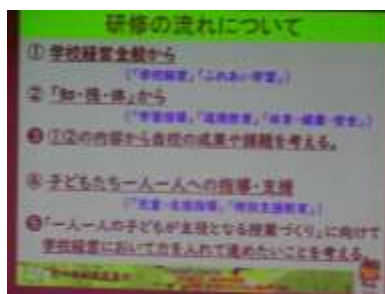 研修の流れについて
① 学校経営全般から
(「学校経営」「ふれあい学習」)
② 「知・徳・体」から
(「学習指導」「道徳教育」「体育・健康・安全」)
❸ ①②の内容から自校の成果や課題を考える。
④ 子どもたち一人一人への指導・支援
(「児童・生徒指導」「特別支援教育」)
❺「一人一人の子どもが主役となる授業づくり」に向けて
学校経営において力を入れて進めたいことを考える。